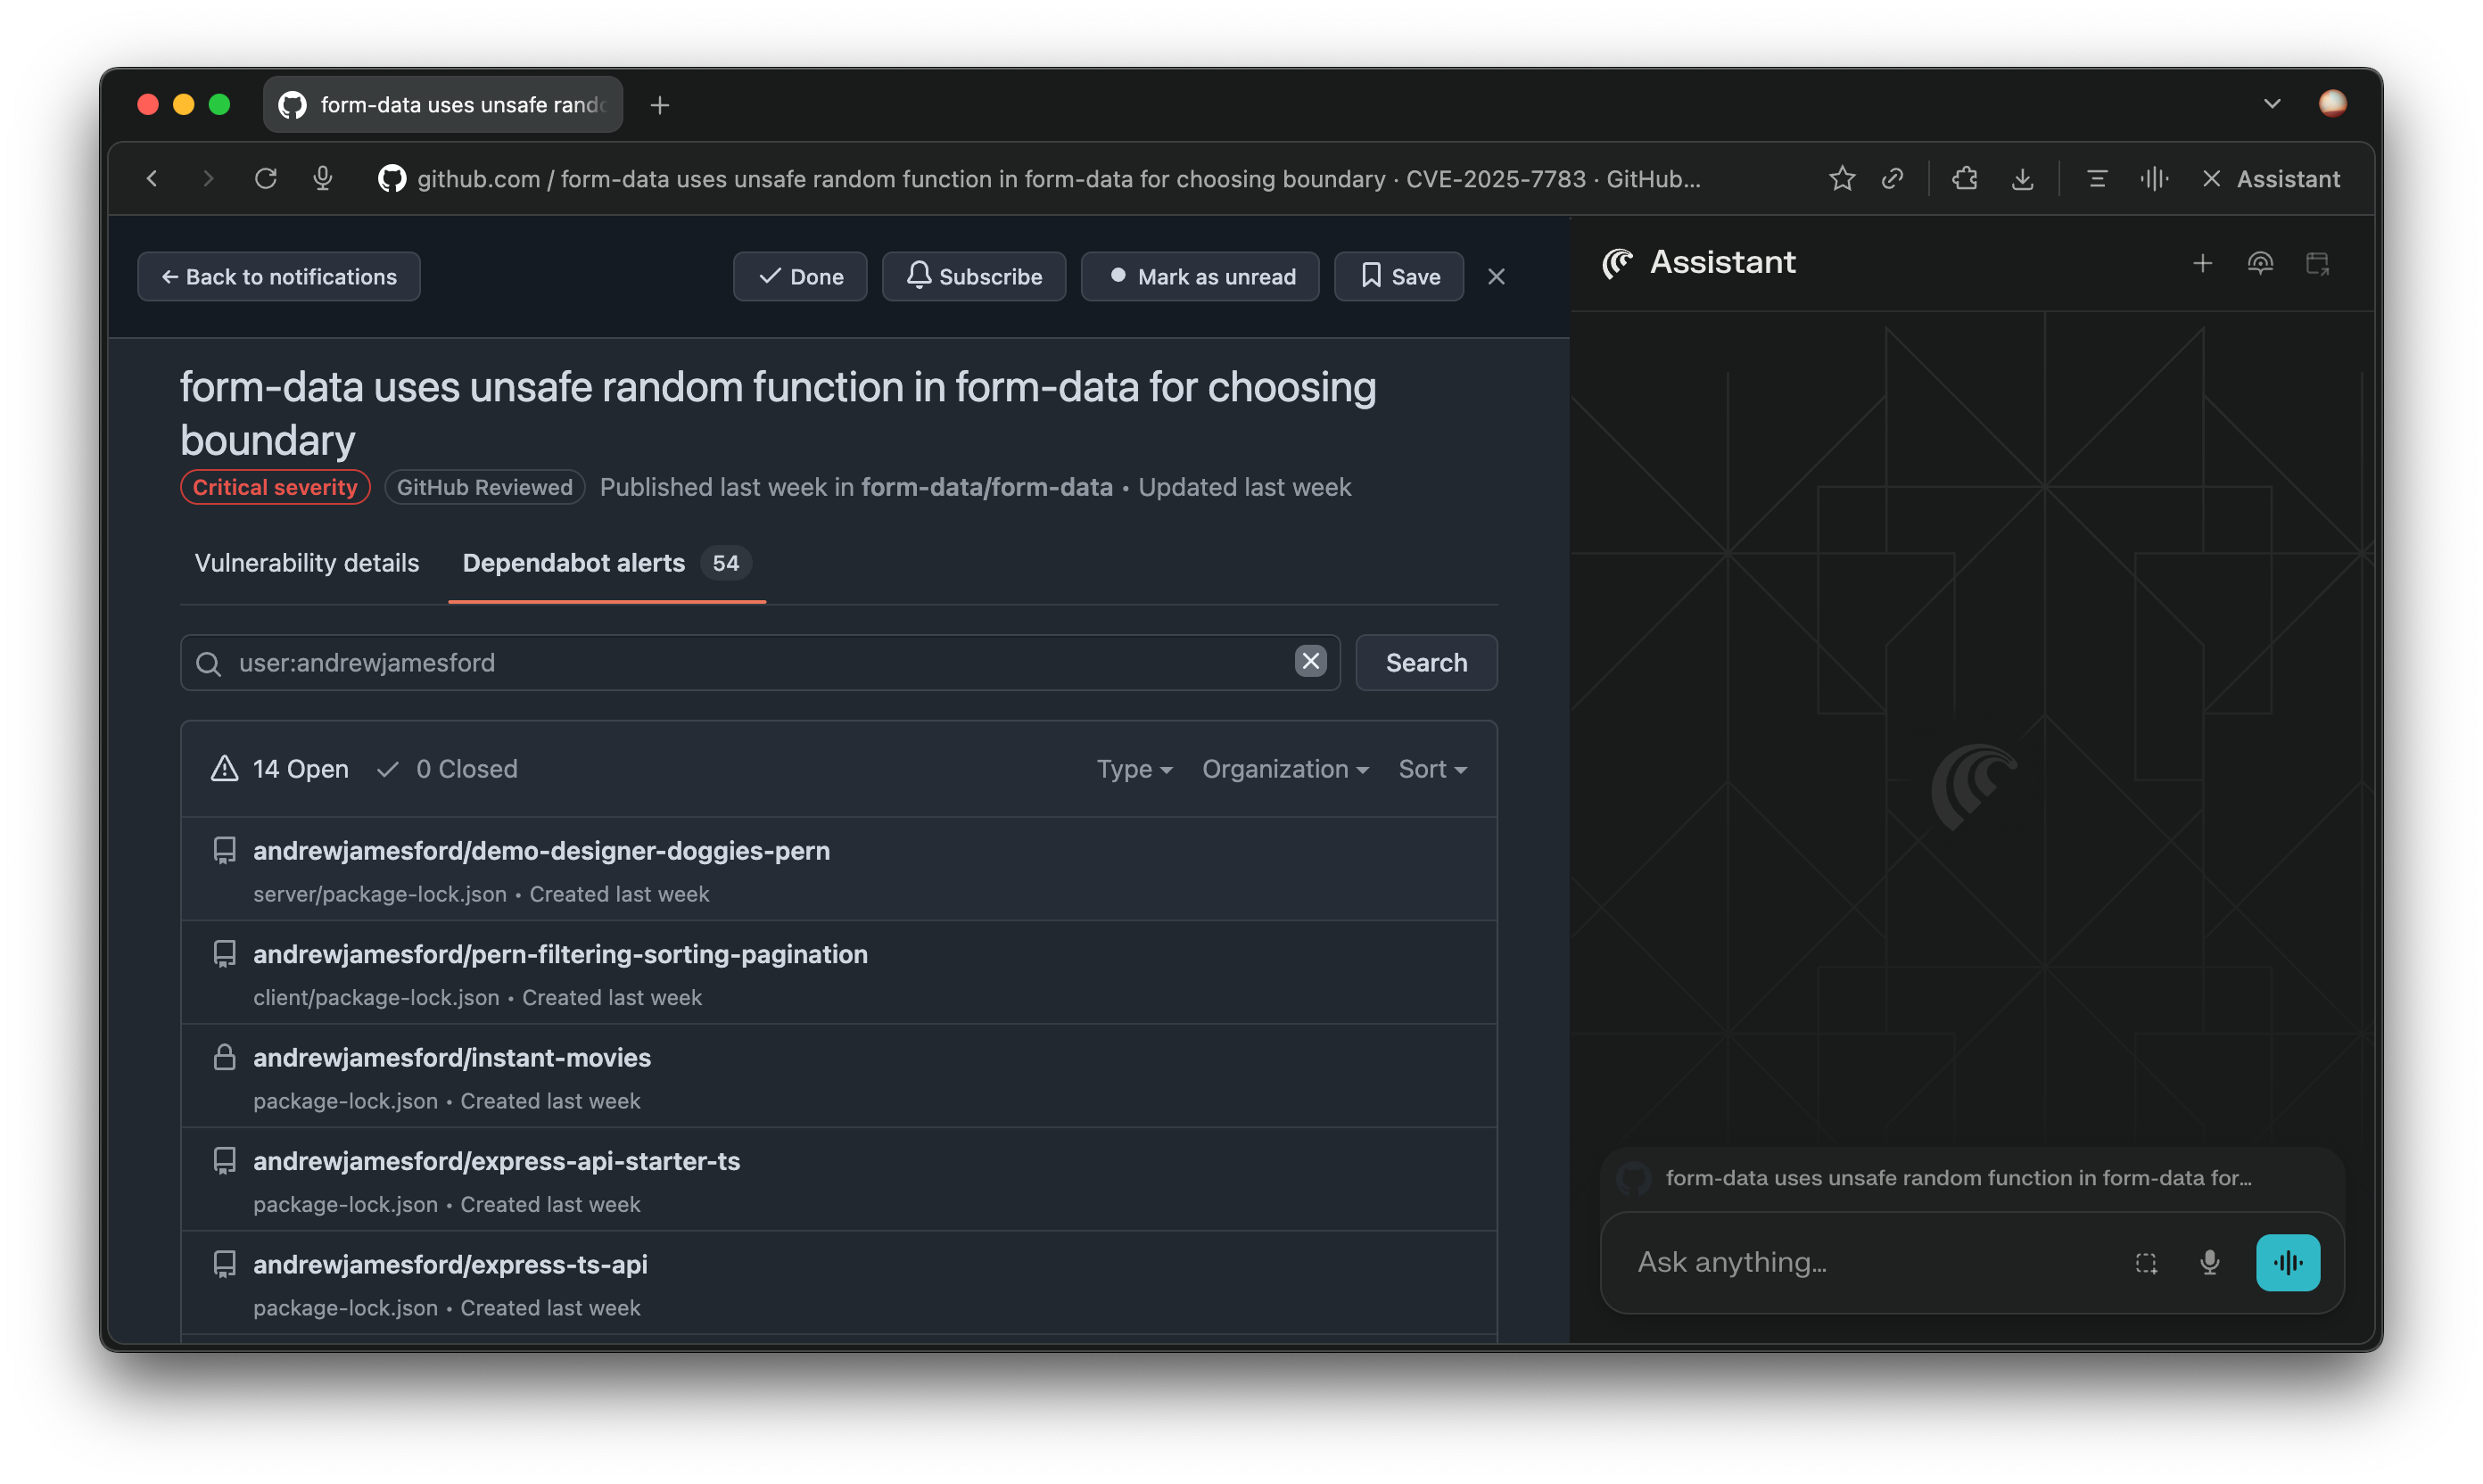 form-data uses unsafe rand
github.com / form-data uses unsafe random function in form-data for choosing boundary · CVE-2025-7783 · GitHub...
Assistant
Back to notifications
Done
Subscribe
Mark as unread
Save
Assistant
form-data uses unsafe random function in form-data for choosing
boundary
Critical severity
GitHub Reviewed
Published last week in form-data/form-data • Updated last week
Vulnerability details
Dependabot alerts 54
user:andrewjamesford
Search
14 Open
0 Closed
Type
Organization
Sort
andrewjamesford/demo-designer-doggies-pern
server/package-lock.json • Created last week
andrewjamesford/pern-filtering-sorting-pagination
client/package-lock.json • Created last week
andrewjamesford/instant-movies
package-lock.json • Created last week
andrewjamesford/express-api-starter-ts
package-lock.json • Created last week
andrewjamesford/express-ts-api
package-lock.json • Created last week
form-data uses unsafe random function in form-data for...
Ask anything...